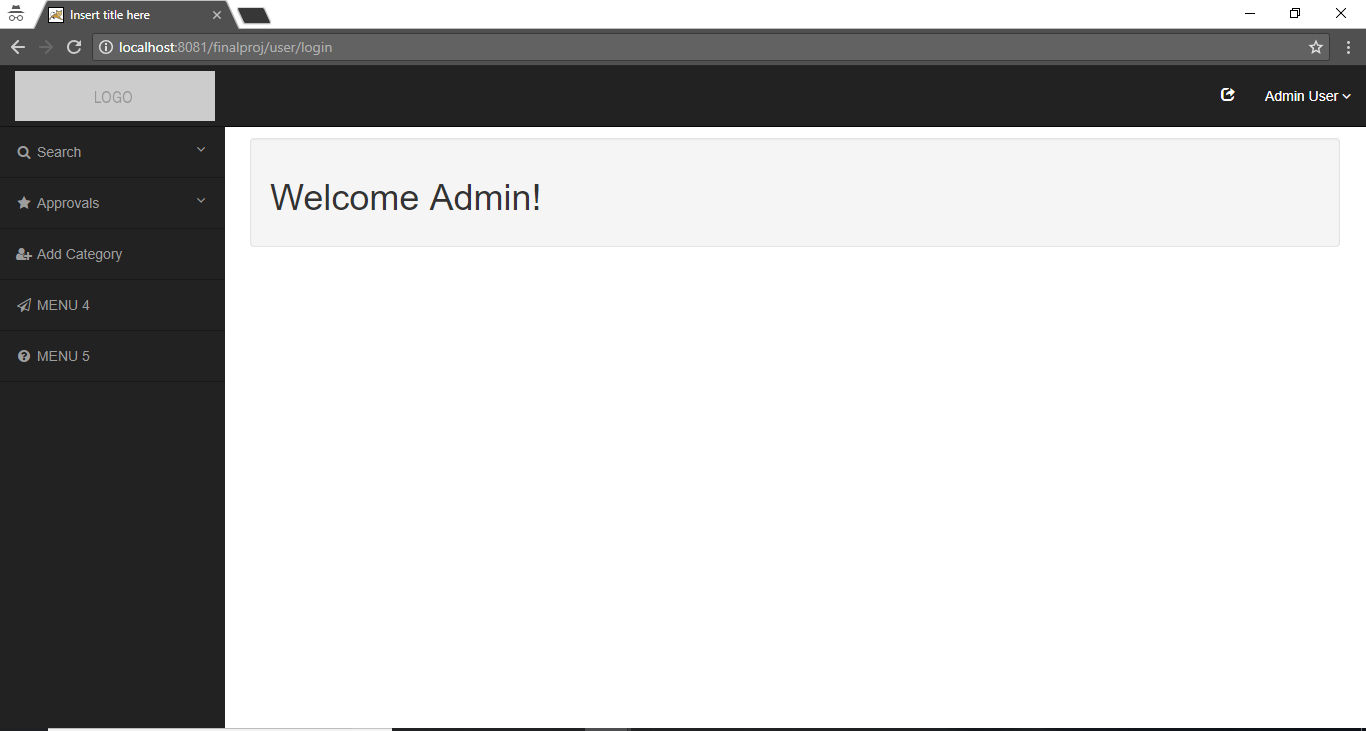 Insert title here
localhost:8081/finalproj/user/login
LOGO
Admin User
Search
Approvals
Add Category
MENU 4
MENU 5
Welcome Admin!